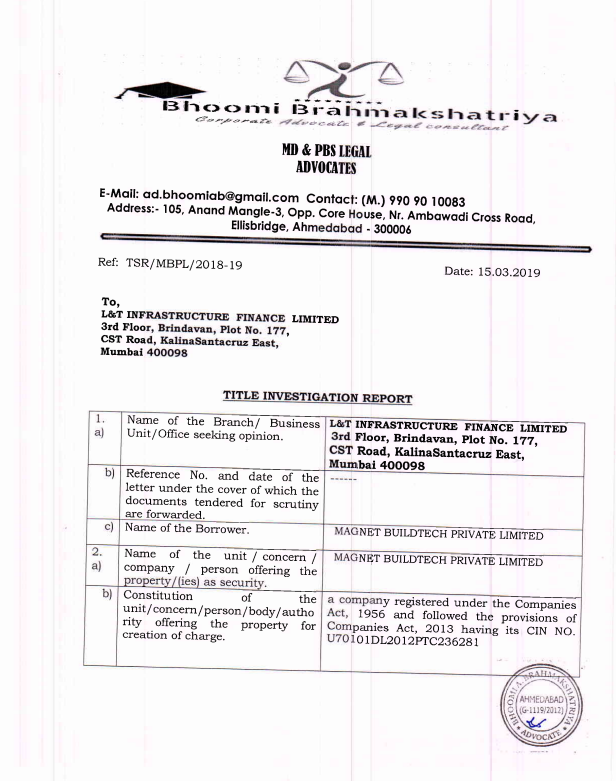 Bhoomi Brahmakshatriya
Corporate Advocate & Legal consultant
MD & PBS LEGAL
ADVOCATES
E-Mail: ad.bhoomiab@gmail.com Contact: (M.) 990 90 10083
Address:- 105, Anand Mangle-3, Opp. Core House, Nr. Ambawadi Cross Road,
Ellisbridge, Ahmedabad - 300006
Ref: TSR/MBPL/2018-19
Date: 15.03.2019
To,
L&T INFRASTRUCTURE FINANCE LIMITED
3rd Floor, Brindavan, Plot No. 177,
CST Road, KalinaSantacruz East,
Mumbai 400098
TITLE INVESTIGATION REPORT
1. a) Name of the Branch/ Business
Unit/Office seeking opinion.
L&T INFRASTRUCTURE FINANCE LIMITED
3rd Floor, Brindavan, Plot No. 177,
CST Road, KalinaSantacruz East,
Mumbai 400098
b) Reference No. and date of the
letter under the cover of which the
documents tendered for scrutiny
are forwarded.
------
c) Name of the Borrower.
MAGNET BUILDTECH PRIVATE LIMITED
2. a) Name of the unit / concern /
company / person offering the
property/(ies) as security.
MAGNET BUILDTECH PRIVATE LIMITED
b) Constitution of the
unit/concern/person/body/autho
rity offering the property for
creation of charge.
a company registered under the Companies
Act, 1956 and followed the provisions of
Companies Act, 2013 having its CIN NO.
U70101DL2012PTC236281
BHOOMI A. BRAHMAKSHATRIYA
AHMEDABAD
(G-1119/2012)
ADVOCATE